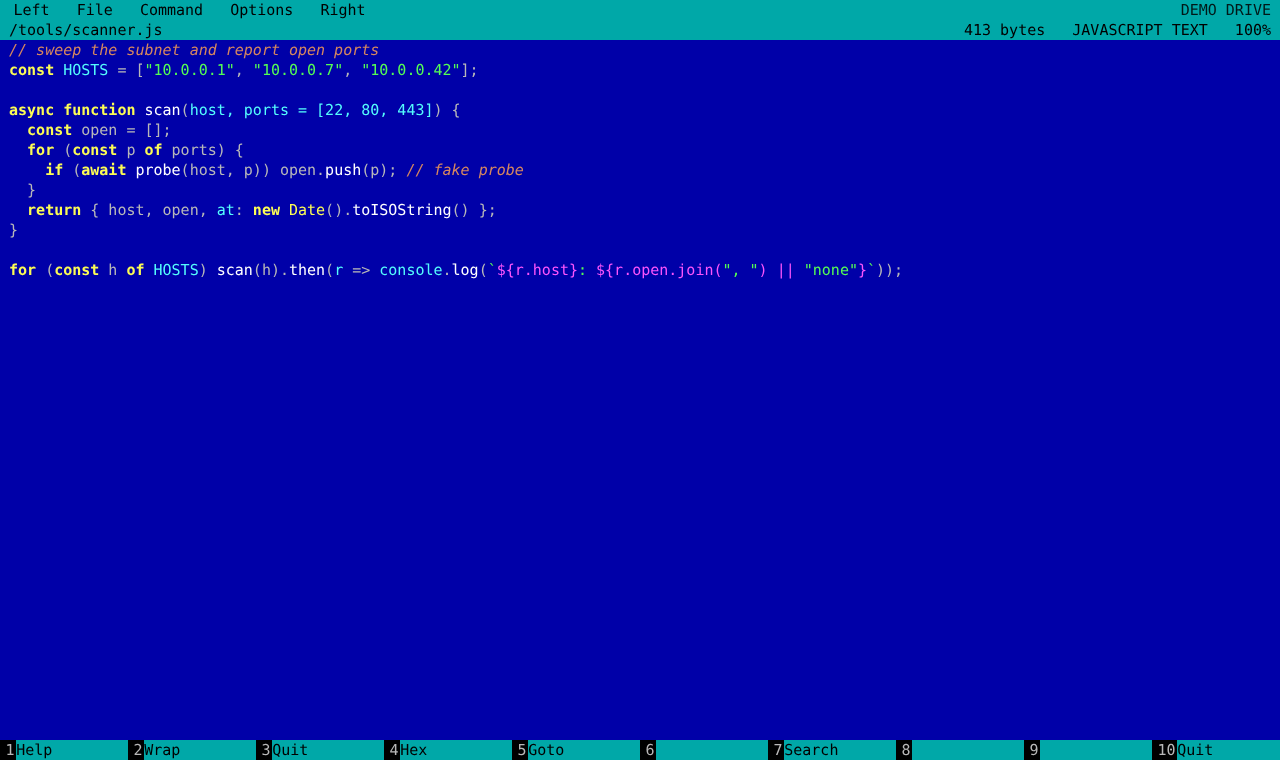 Left File Command Options Right DEMO DRIVE
/tools/scanner.js 413 bytes JAVASCRIPT TEXT 100%
// sweep the subnet and report open ports
const HOSTS = ["10.0.0.1", "10.0.0.7", "10.0.0.42"];
async function scan(host, ports = [22, 80, 443]) {
  const open = [];
  for (const p of ports) {
    if (await probe(host, p)) open.push(p); // fake probe
  }
  return { host, open, at: new Date().toISOString() };
}
for (const h of HOSTS) scan(h).then(r => console.log(`${r.host}: ${r.open.join(", ") || "none"}`));
1Help 2Wrap 3Quit 4Hex 5Goto 6 7Search 8 9 10Quit